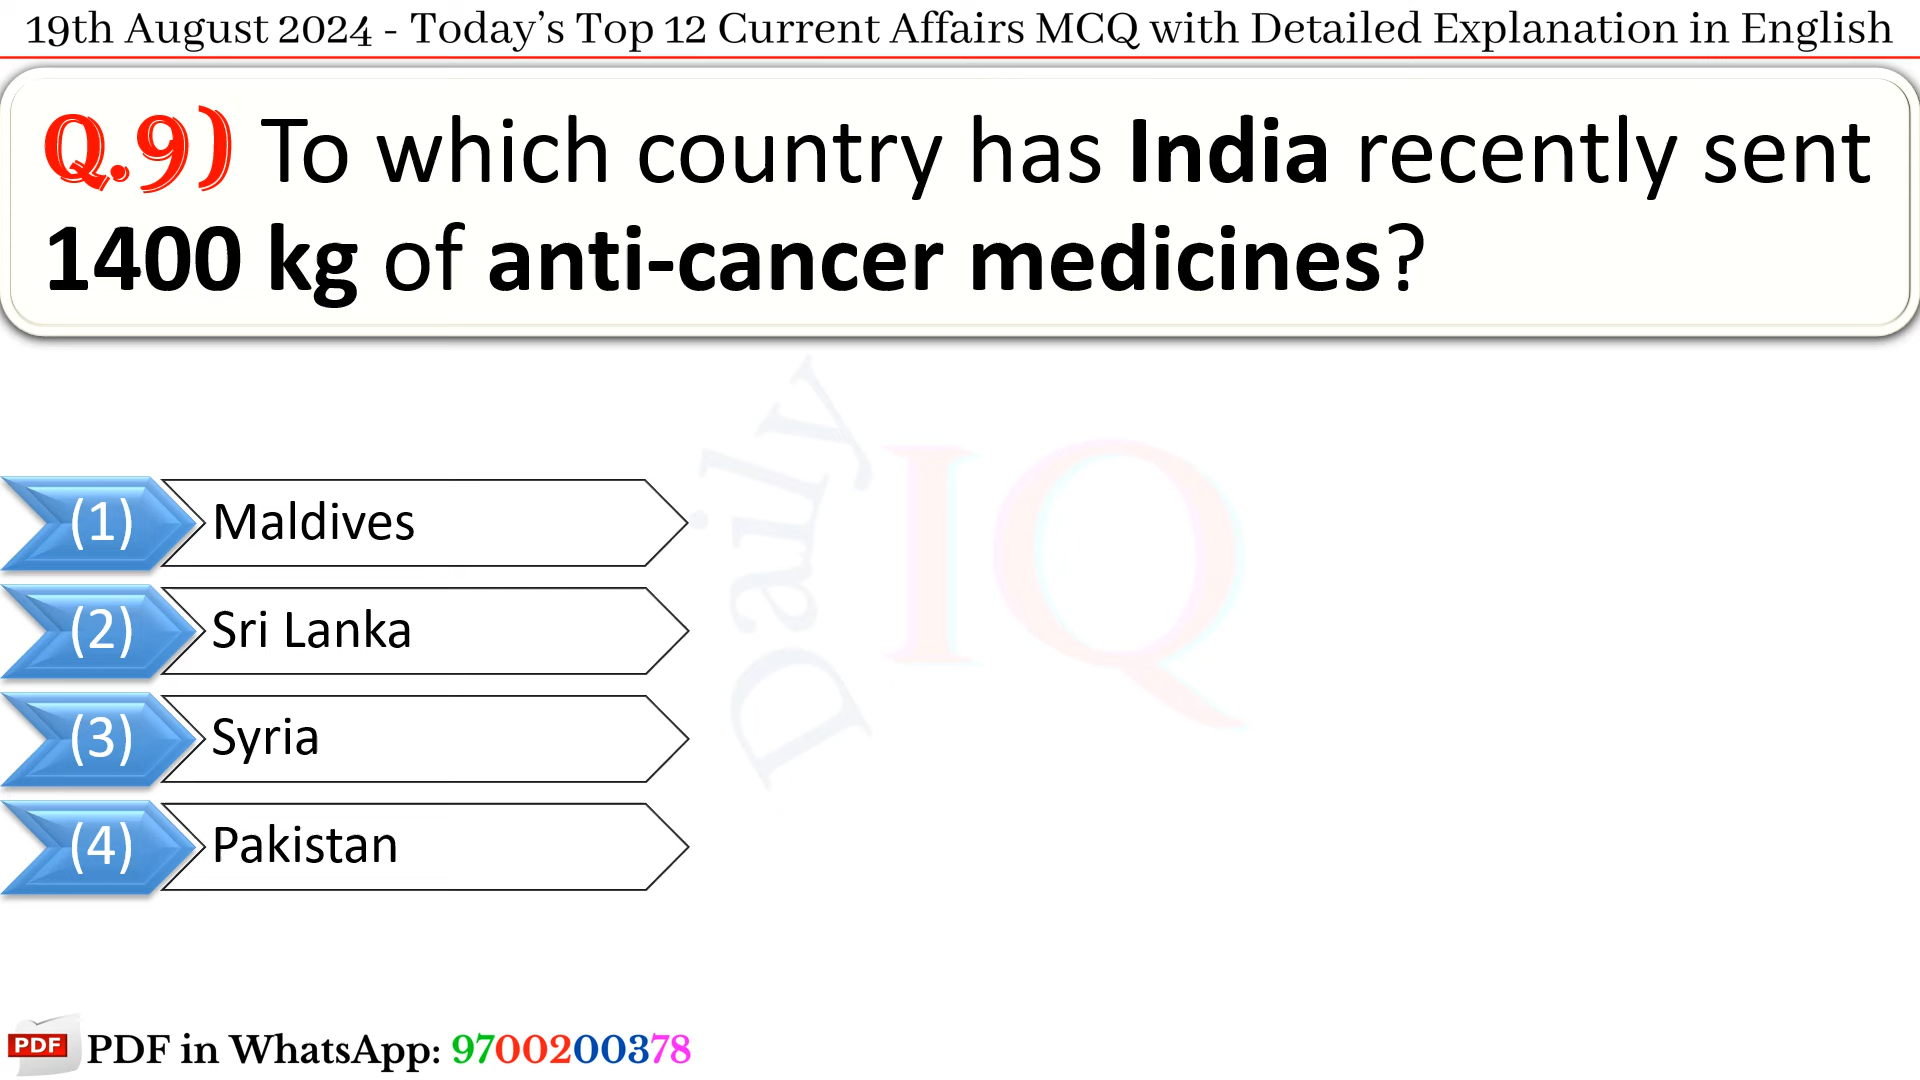 19th August 2024 - Today’s Top 12 Current Affairs MCQ with Detailed Explanation in English
Q.9) To which country has India recently sent
1400 kg of anti-cancer medicines?
Daily IQ
(1) Maldives
(2) Sri Lanka
(3) Syria
(4) Pakistan
PDF PDF in WhatsApp: 9700200378